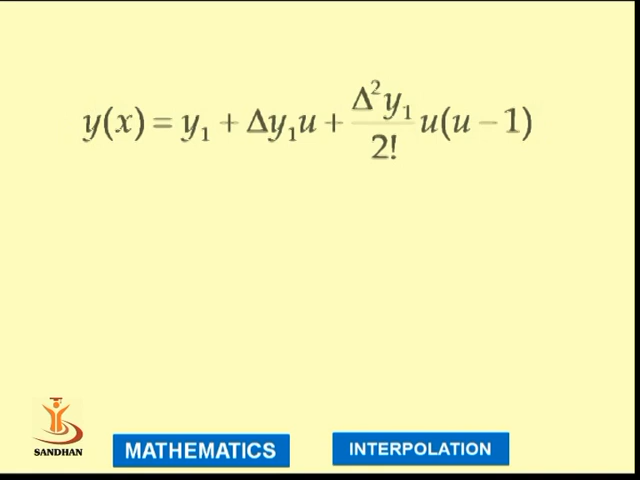 y(x) = y₁ + Δy₁u + Δ²y₁/2! u(u − 1)
SANDHAN
MATHEMATICS
INTERPOLATION